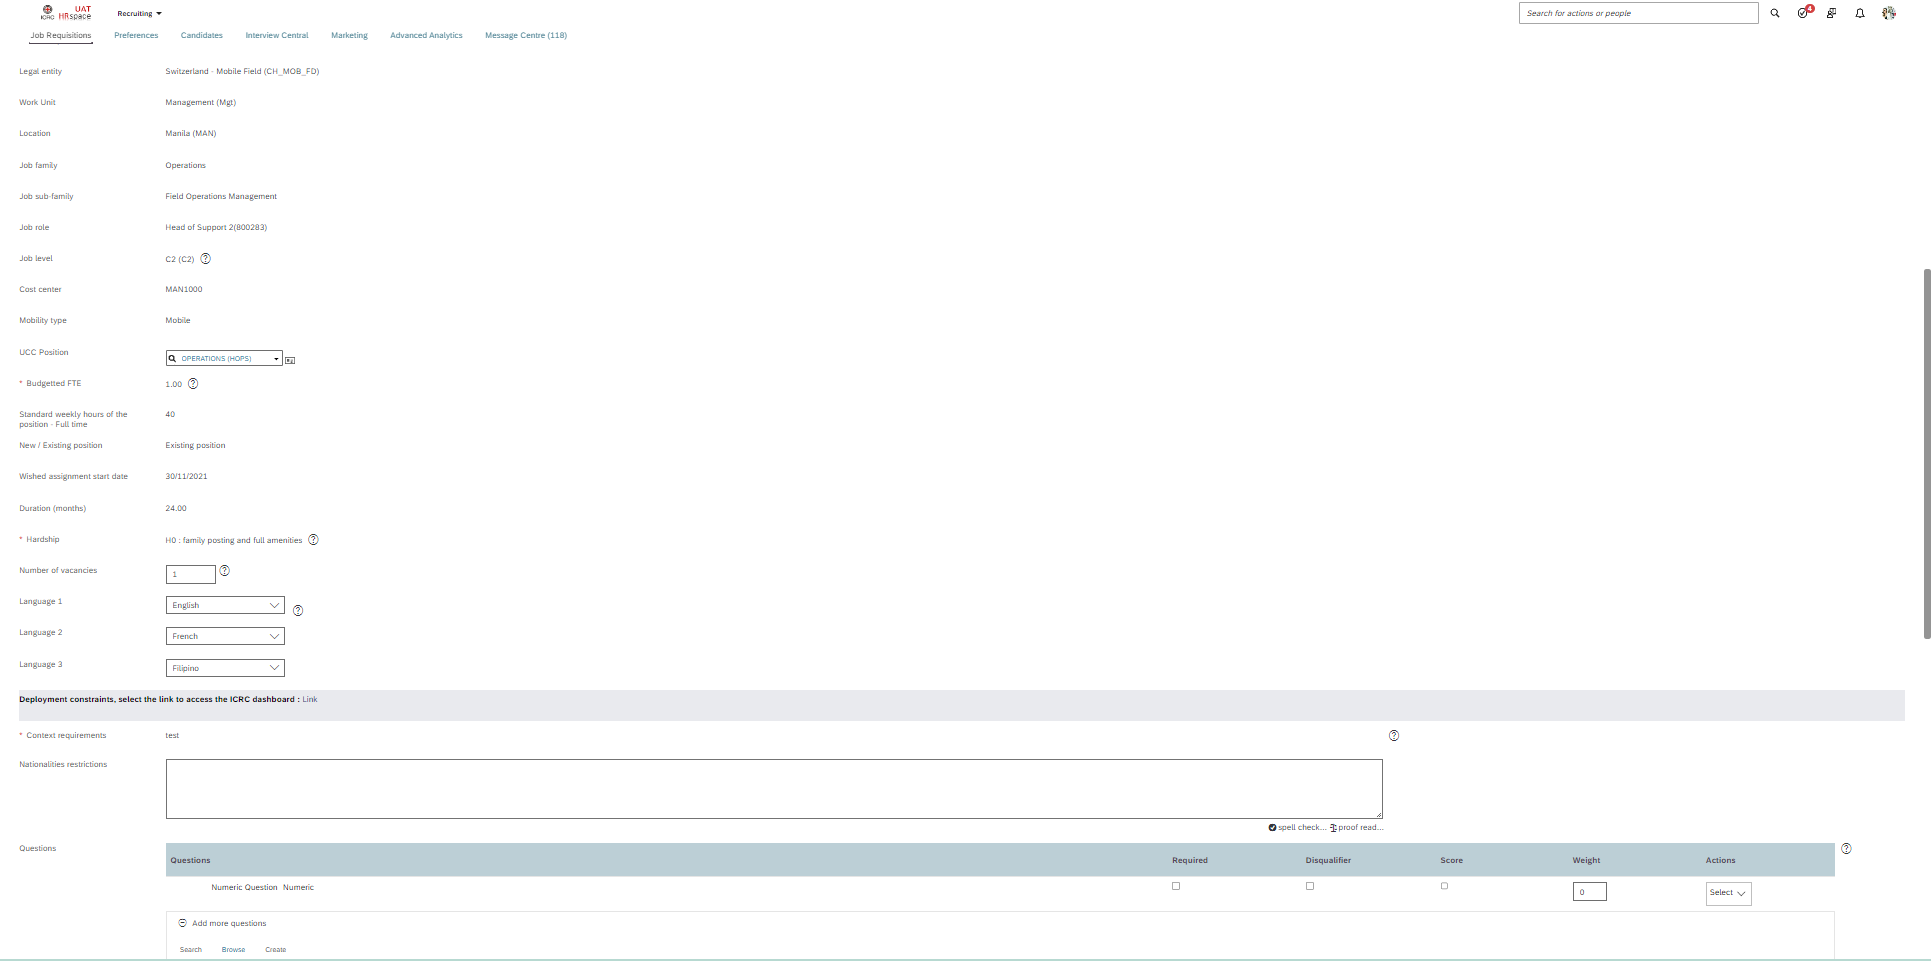 ICRC UAT HRspace Recruiting Search for actions or people 4
Job Requisitions Preferences Candidates Interview Central Marketing Advanced Analytics Message Centre (118)
Legal entity Switzerland - Mobile Field (CH_MOB_FD)
Work Unit Management (Mgt)
Location Manila (MAN)
Job family Operations
Job sub-family Field Operations Management
Job role Head of Support 2(800283)
Job level C2 (C2)
Cost center MAN1000
Mobility type Mobile
UCC Position OPERATIONS (HOPS)
* Budgetted FTE 1.00
Standard weekly hours of the position - Full time 40
New / Existing position Existing position
Wished assignment start date 30/11/2021
Duration (months) 24.00
* Hardship H0 : family posting and full amenities
Number of vacancies 1
Language 1 English
Language 2 French
Language 3 Filipino
Deployment constraints, select the link to access the ICRC dashboard : Link
* Context requirements test
Nationalities restrictions
spell check... proof read...
Questions
Questions Required Disqualifier Score Weight Actions
Numeric Question Numeric 0 Select
Add more questions
Search Browse Create